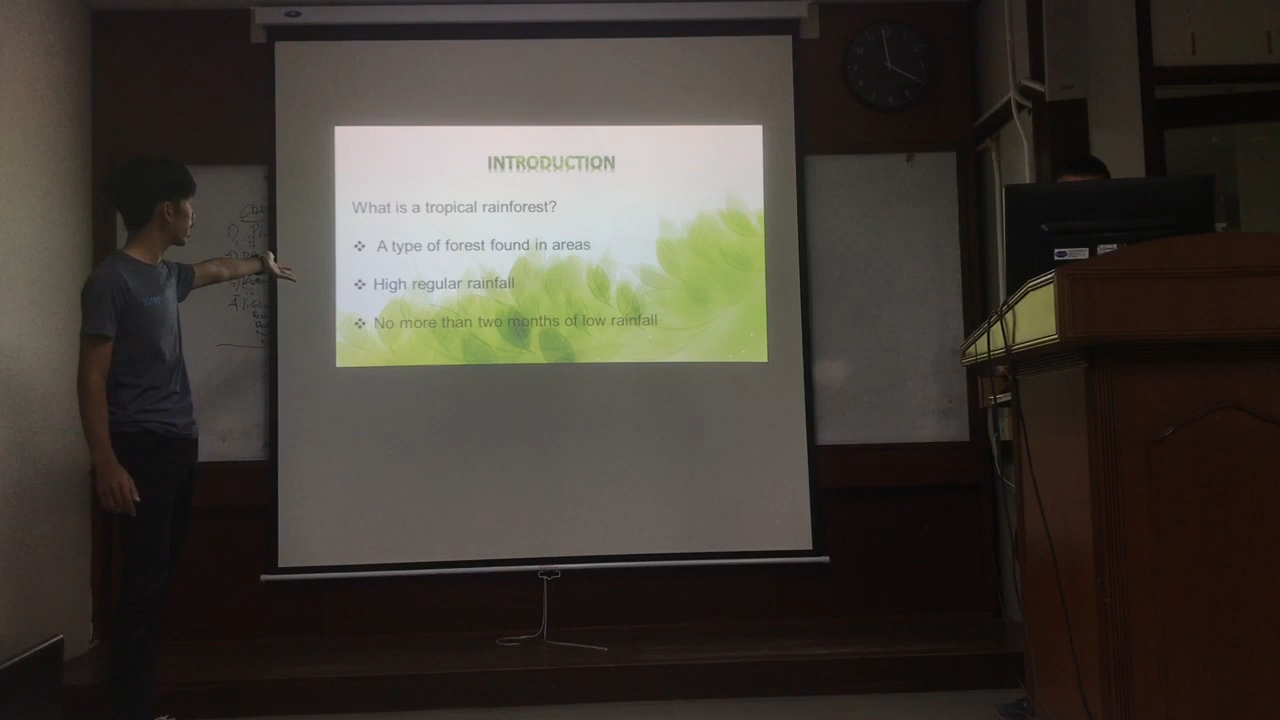 INTRODUCTION
What is a tropical rainforest?
❖ A type of forest found in areas
❖ High regular rainfall
❖ No more than two months of low rainfall